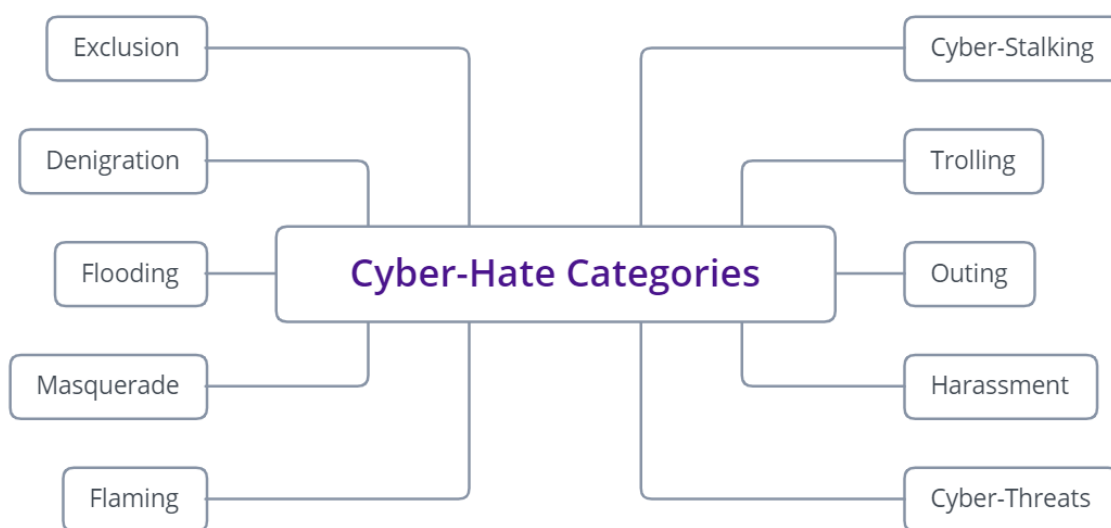 Exclusion
Denigration
Flooding
Masquerade
Flaming
Cyber-Hate Categories
Cyber-Stalking
Trolling
Outing
Harassment
Cyber-Threats